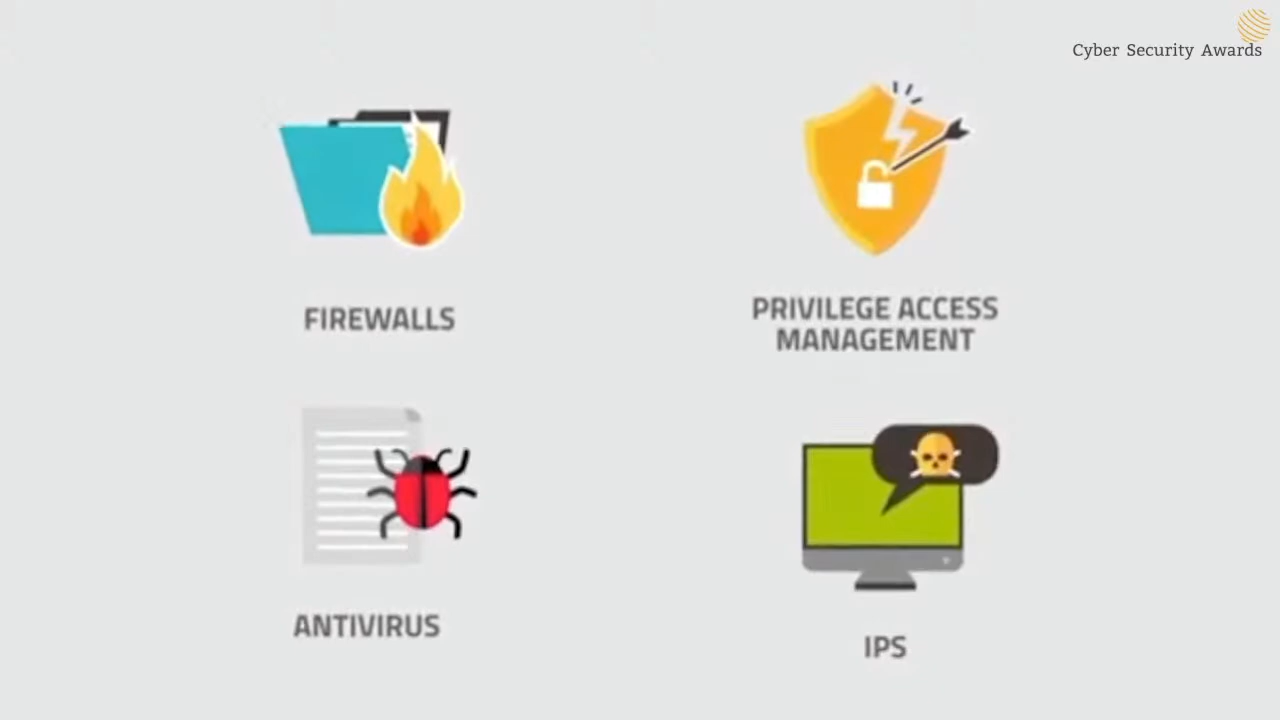 Cyber Security Awards
FIREWALLS
PRIVILEGE ACCESS
MANAGEMENT
ANTIVIRUS
IPS